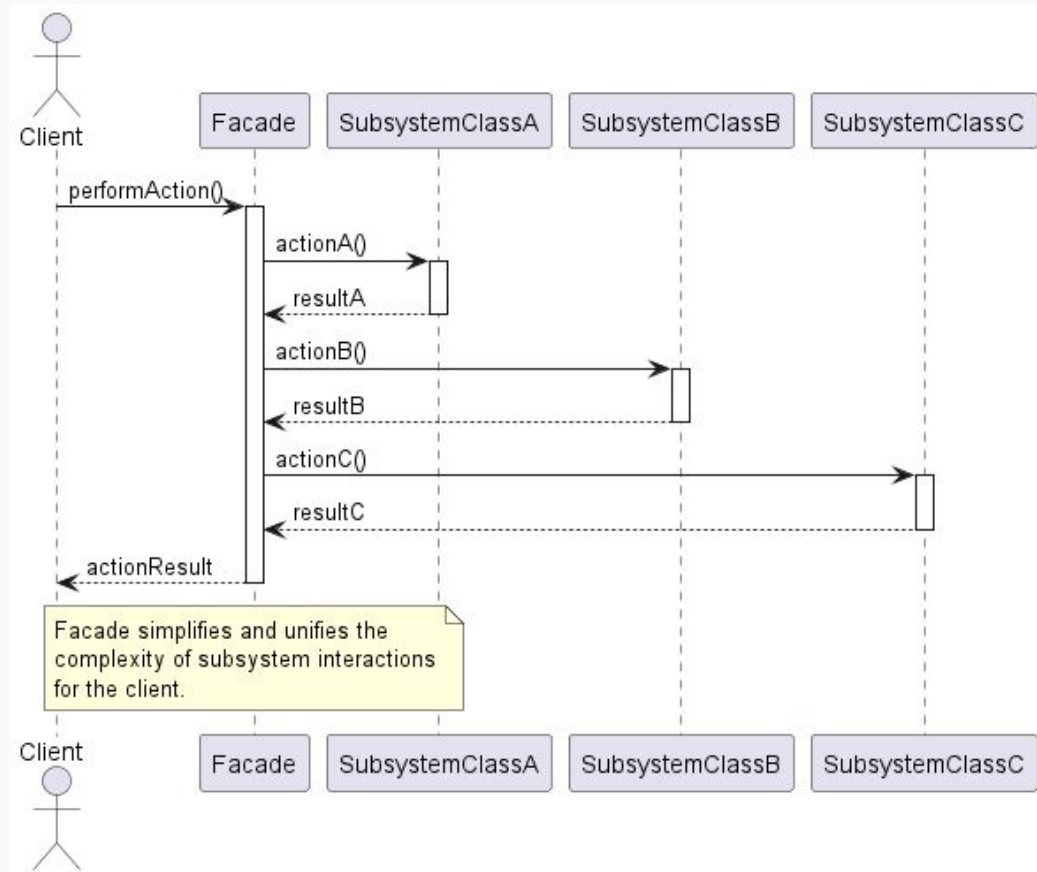 Client
Facade
SubsystemClassA
SubsystemClassB
SubsystemClassC
performAction()
actionA()
resultA
actionB()
resultB
actionC()
resultC
actionResult
Facade simplifies and unifies the
complexity of subsystem interactions
for the client.
Client
Facade
SubsystemClassA
SubsystemClassB
SubsystemClassC